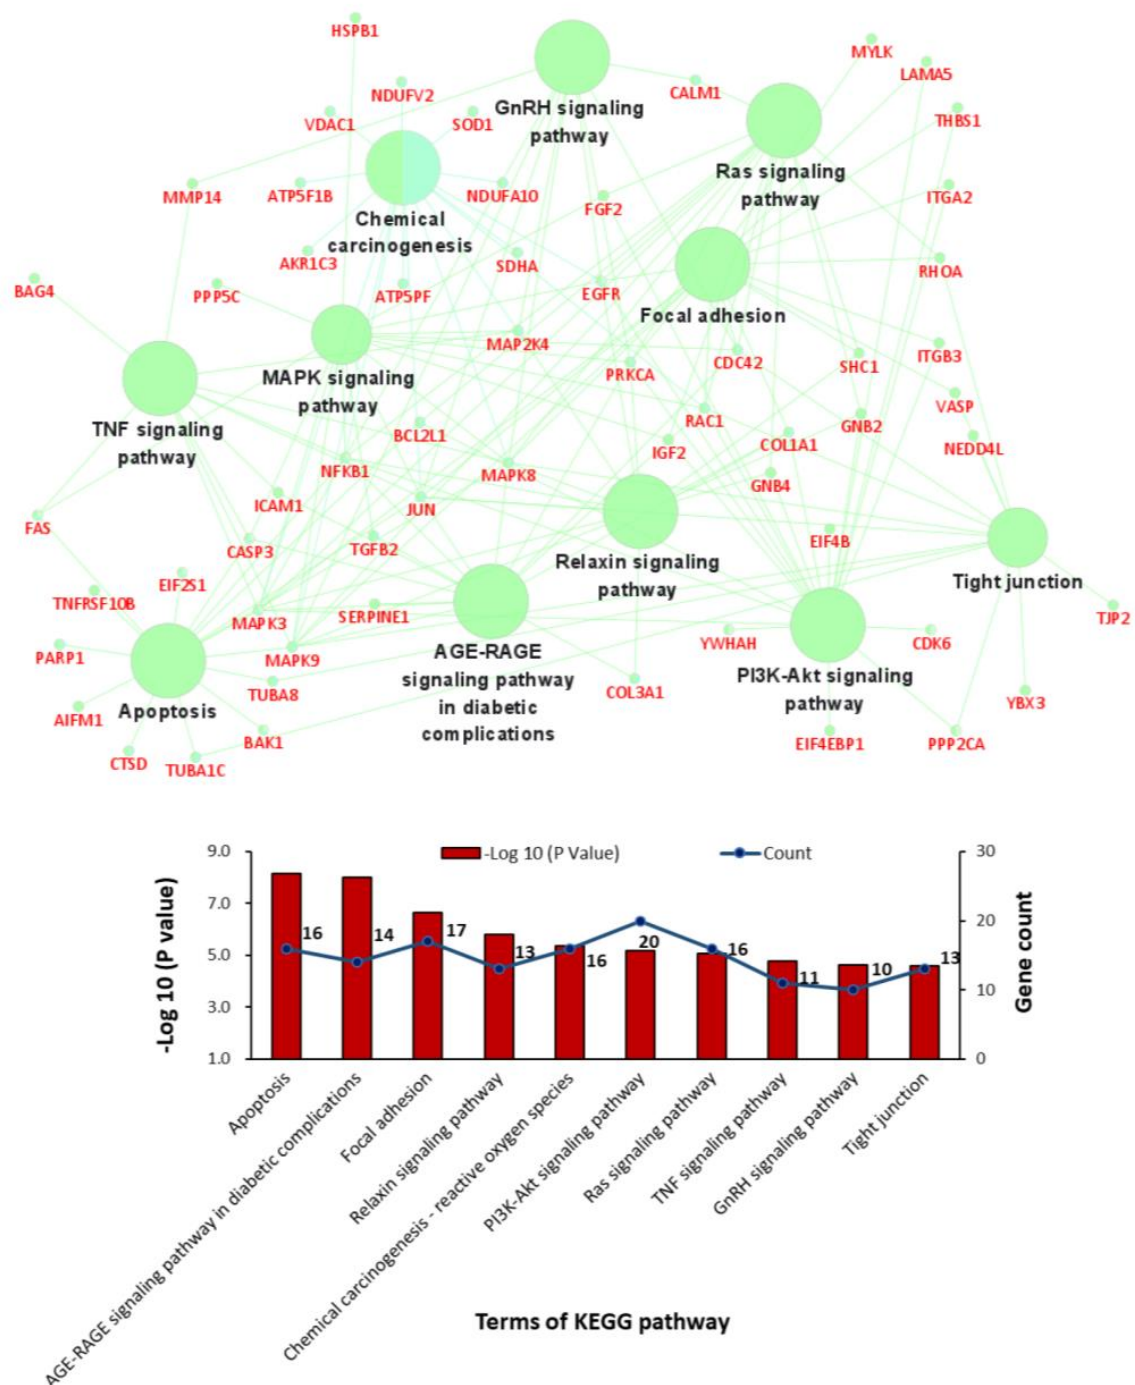 HSPB1
MYLK
LAMA5
NDUFV2
CALM1
GnRH signaling
pathway
VDAC1
SOD1
THBS1
Ras signaling
pathway
MMP14
ATP5F1B
NDUFA10
FGF2
ITGA2
Chemical
carcinogenesis
AKR1C3
SDHA
RHOA
BAG4
PPP5C
ATP5PF
EGFR
Focal adhesion
MAP2K4
CDC42
SHC1
ITGB3
MAPK signaling
pathway
PRKCA
VASP
TNF signaling
pathway
BCL2L1
RAC1
GNB2
COL1A1
NEDD4L
NFKB1
MAPK8
IGF2
GNB4
ICAM1
JUN
FAS
CASP3
TGFB2
EIF4B
Relaxin signaling
pathway
Tight junction
EIF2S1
TNFRSF10B
MAPK3
SERPINE1
TJP2
PARP1
MAPK9
AGE-RAGE
signaling pathway
in diabetic
complications
YWHAH
CDK6
TUBA8
COL3A1
PI3K-Akt signaling
pathway
YBX3
AIFM1
Apoptosis
BAK1
EIF4EBP1
PPP2CA
CTSD
TUBA1C
-Log 10 (P Value)
Count
-Log 10 (P value)
9.0
7.0
5.0
3.0
1.0
16
14
17
13
16
20
16
11
10
13
30
20
10
0
Gene count
Apoptosis
AGE-RAGE signaling pathway in diabetic complications
Focal adhesion
Relaxin signaling pathway
Chemical carcinogenesis - reactive oxygen species
PI3K-Akt signaling pathway
Ras signaling pathway
TNF signaling pathway
GnRH signaling pathway
Tight junction
Terms of KEGG pathway